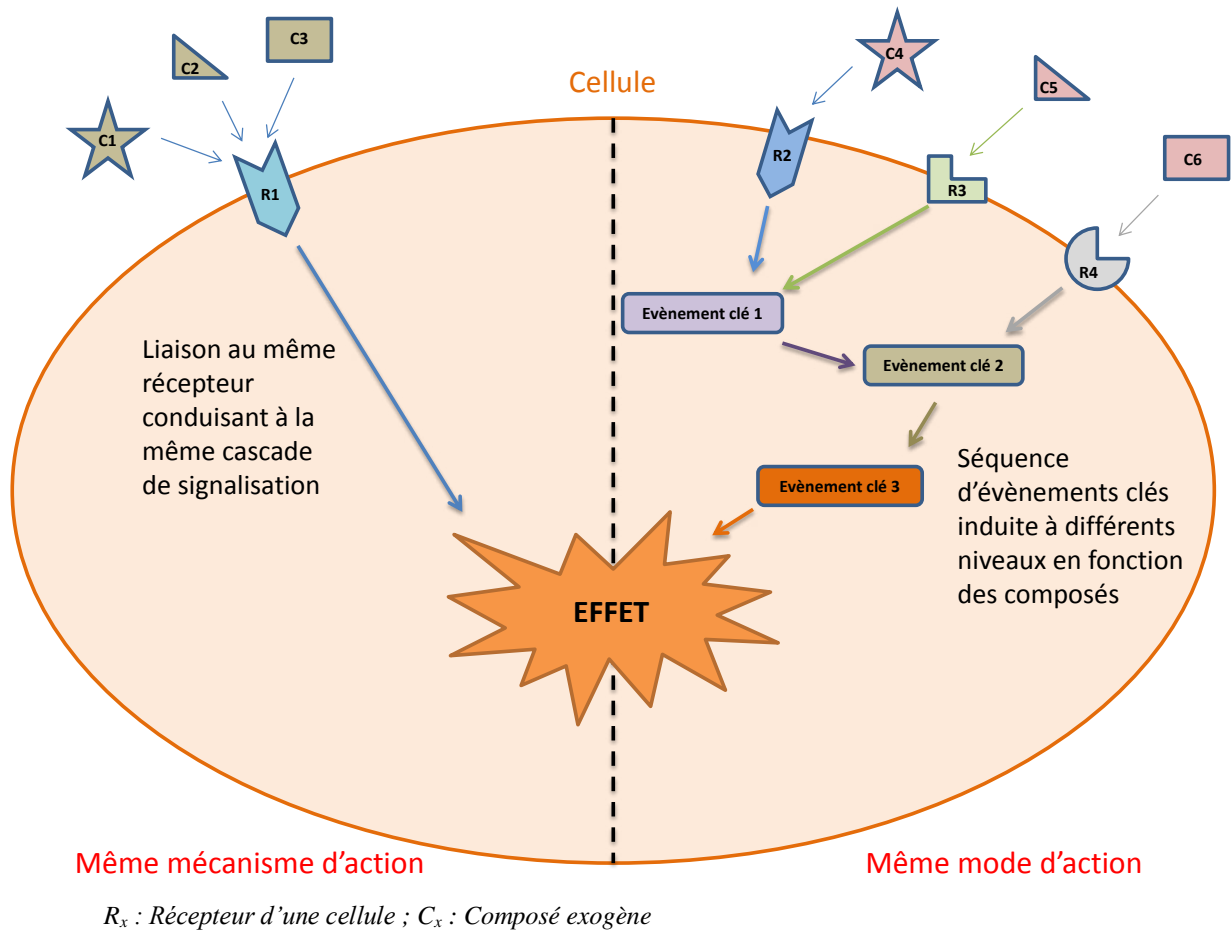 C3
C2
C1
R1
Cellule
C4
C5
C6
R2
R3
R4
Evènement clé 1
Evènement clé 2
Evènement clé 3
Liaison au même
récepteur
conduisant à la
même cascade
de signalisation
Séquence
d’évènements clés
induite à différents
niveaux en fonction
des composés
EFFET
Même mécanisme d’action
Même mode d’action
Rx : Récepteur d’une cellule ; Cx : Composé exogène